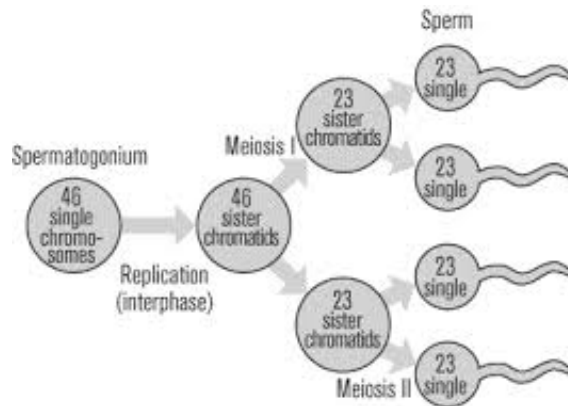 Sperm
23
single
23
sister
chromatids
Meiosis I
Spermatogonium
46
single
chromo-
somes
46
sister
chromatids
23
single
Replication
(interphase)
23
single
23
sister
chromatids
Meiosis II
23
single